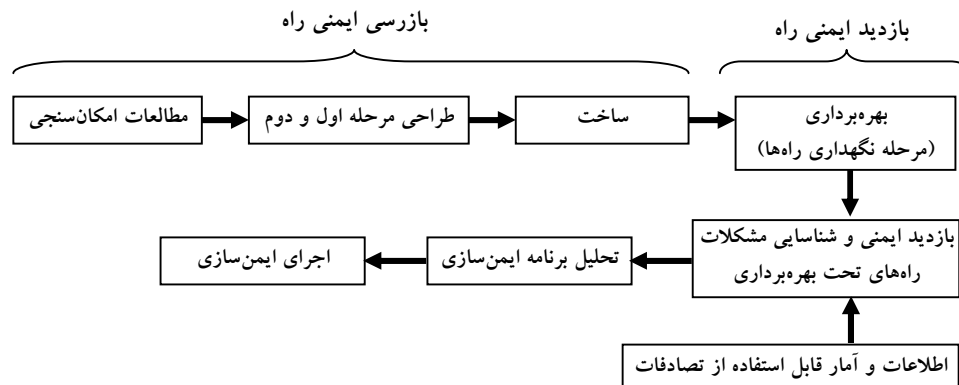 بازدید ایمنی راه
بازرسی ایمنی راه
مطالعات امکان‌سنجی
طراحی مرحله اول و دوم
ساخت
بهره‌برداری
(مرحله نگهداری راه‌ها)
بازدید ایمنی و شناسایی مشکلات
راه‌های تحت بهره‌برداری
تحلیل برنامه ایمن‌سازی
اجرای ایمن‌سازی
اطلاعات و آمار قابل استفاده از تصادفات